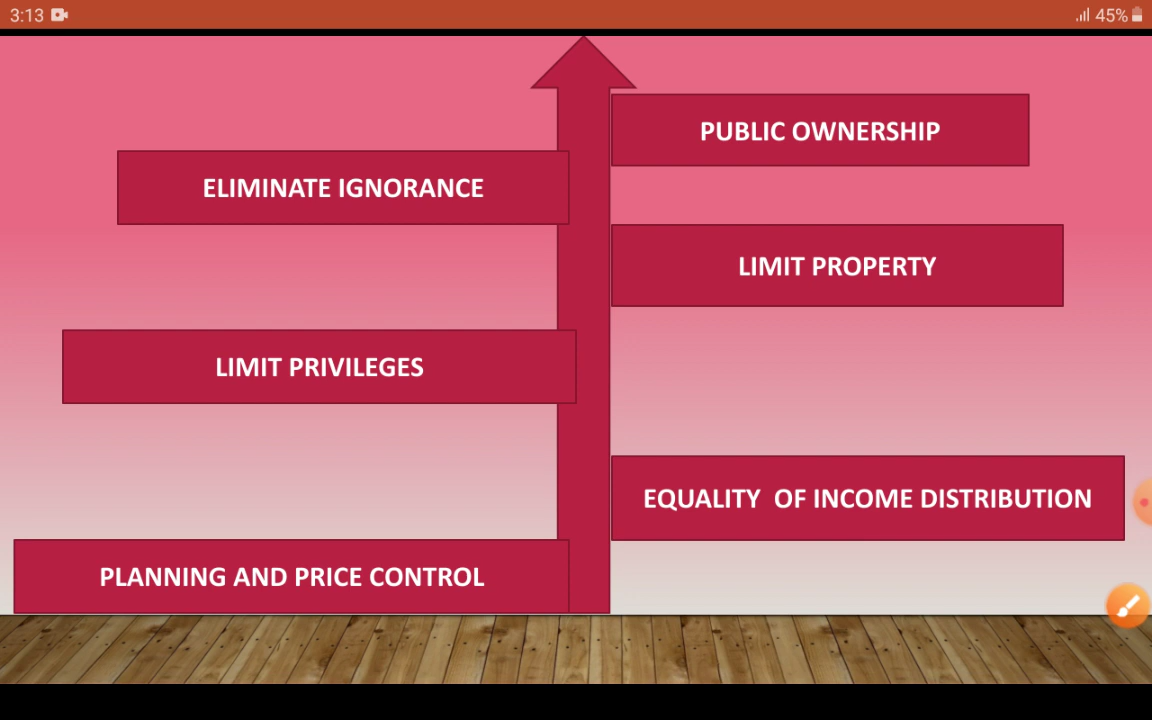 3:13
45%
PUBLIC OWNERSHIP
ELIMINATE IGNORANCE
LIMIT PROPERTY
LIMIT PRIVILEGES
EQUALITY  OF INCOME DISTRIBUTION
PLANNING AND PRICE CONTROL